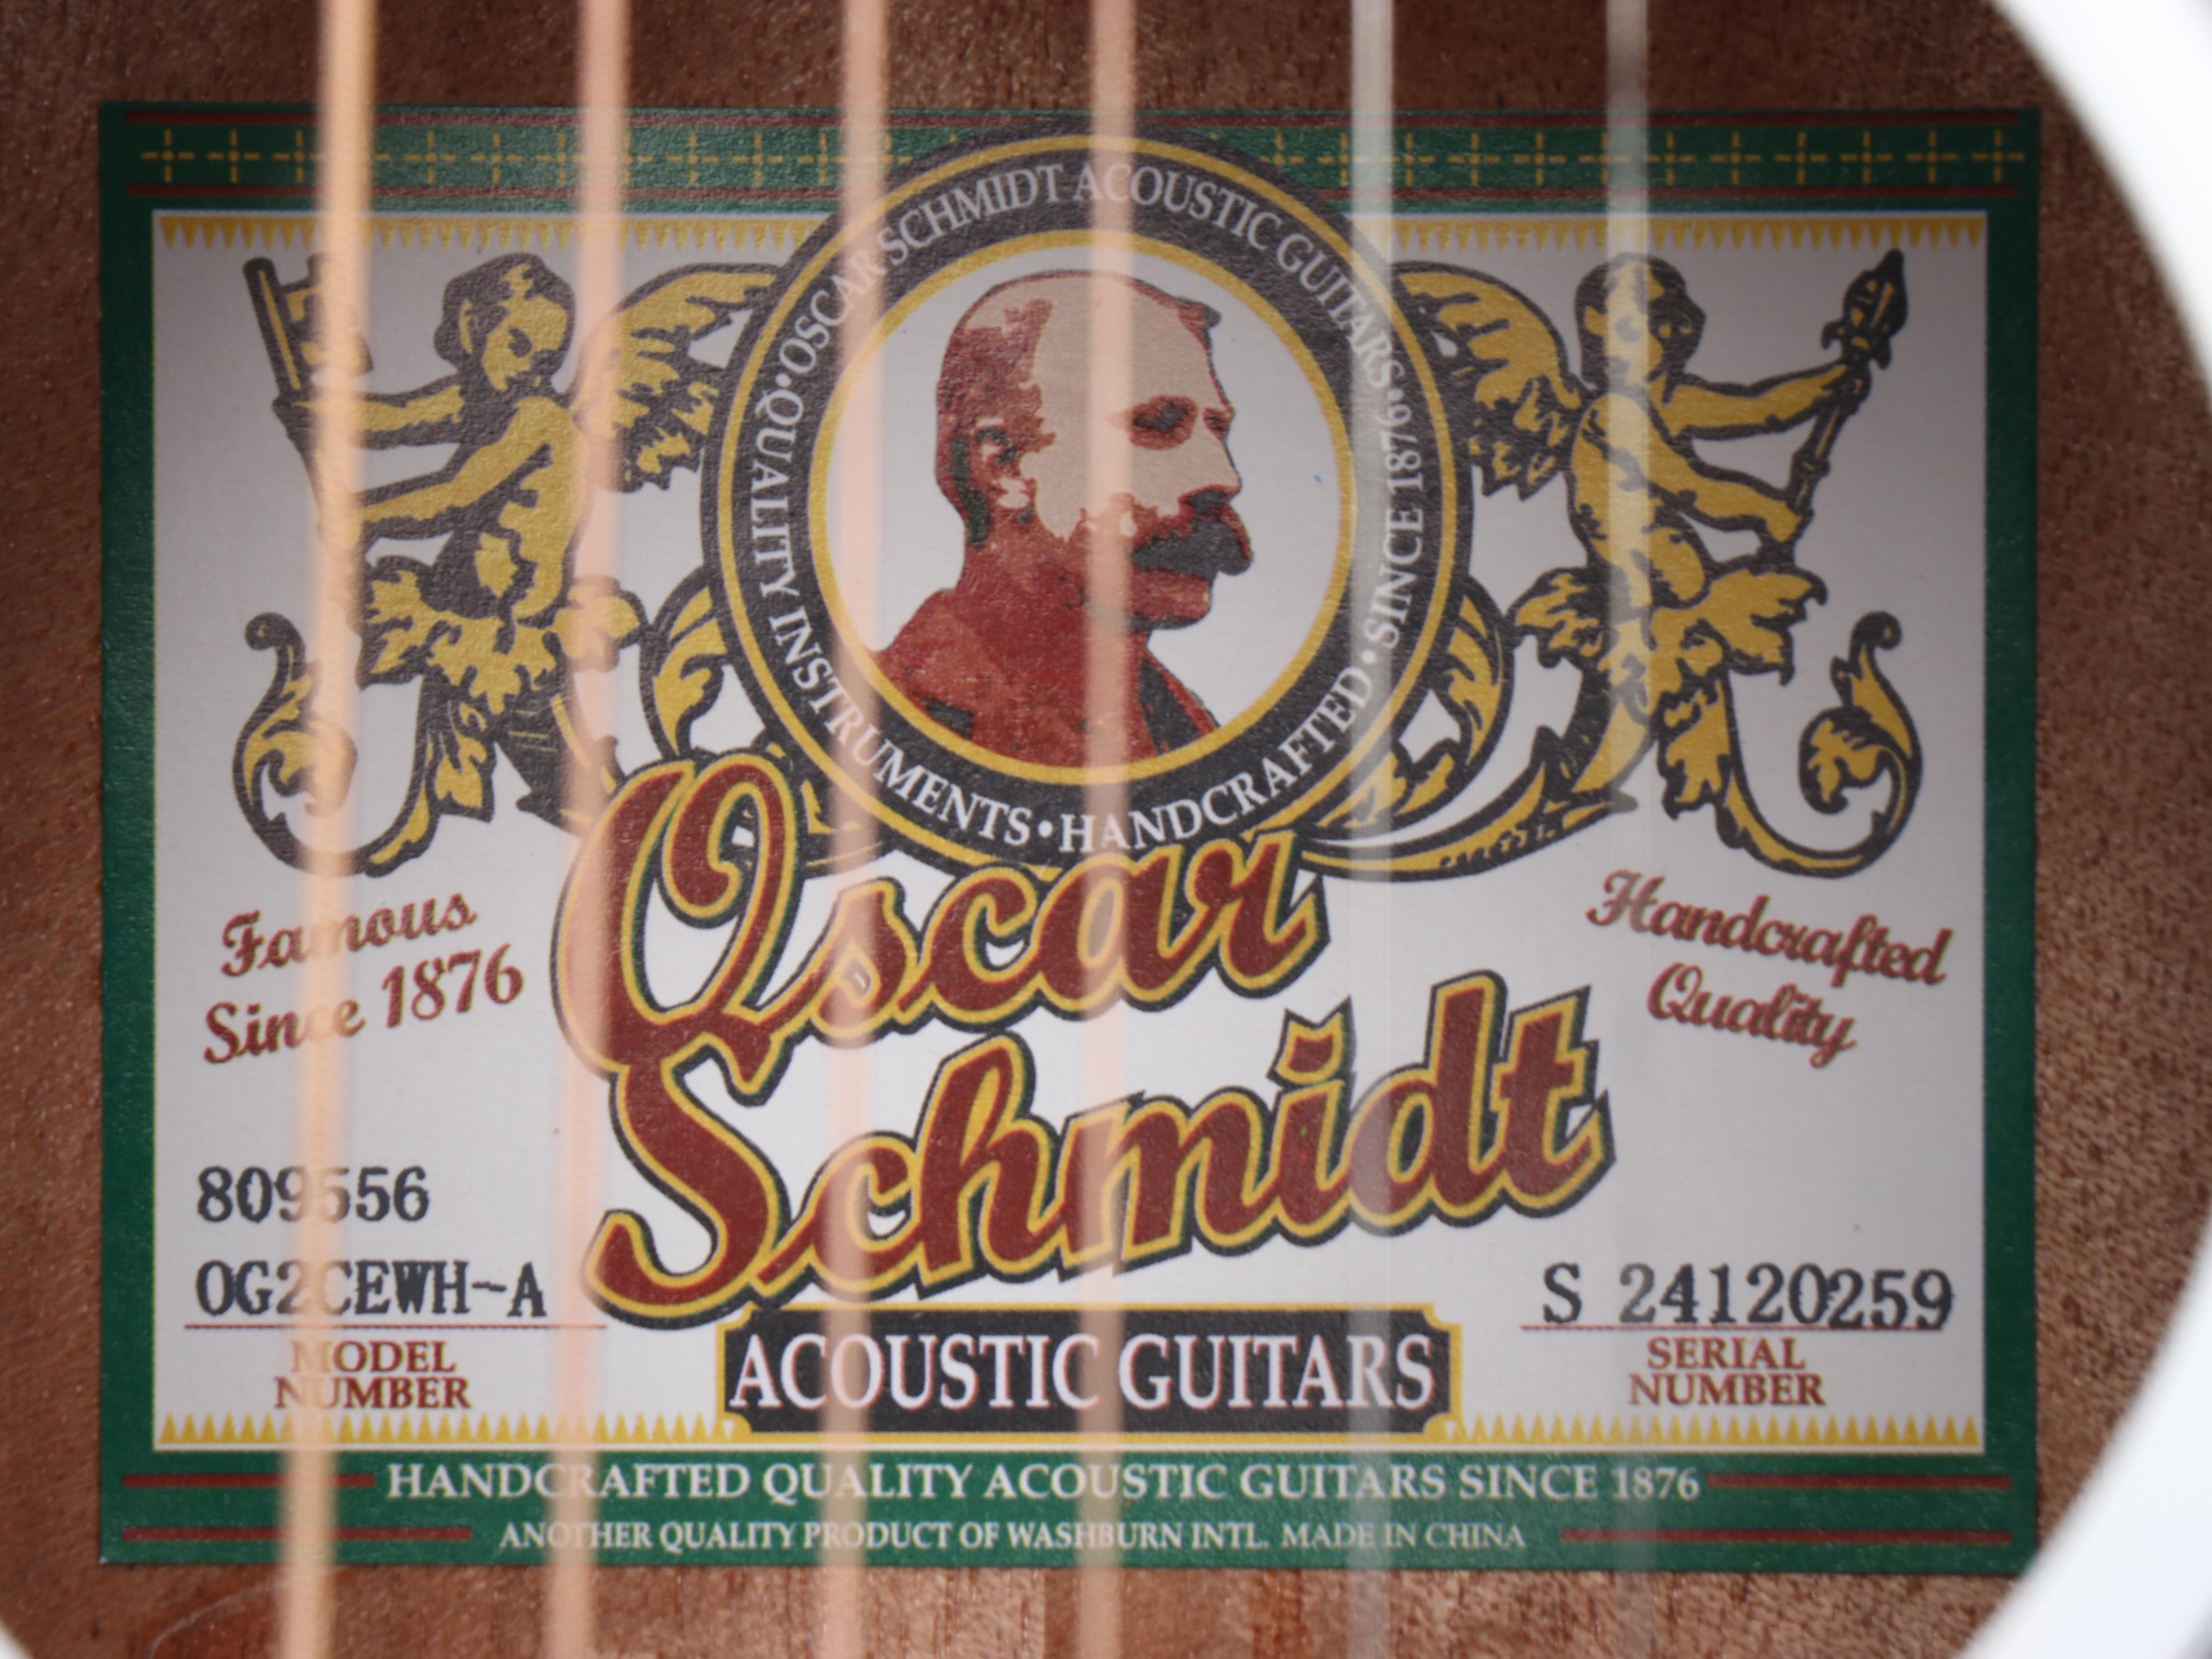 OSCAR SCHMIDT ACOUSTIC GUITARS•SINCE 1876•
QUALITY INSTRUMENTS•HANDCRAFTED•
Famous
Since 1876
Oscar
Schmidt
Handcrafted
Quality
809556
OG2CEWH-A
MODEL
NUMBER
ACOUSTIC GUITARS
S 24120259
SERIAL
NUMBER
HANDCRAFTED QUALITY ACOUSTIC GUITARS SINCE 1876
ANOTHER QUALITY PRODUCT OF WASHBURN INTL. MADE IN CHINA